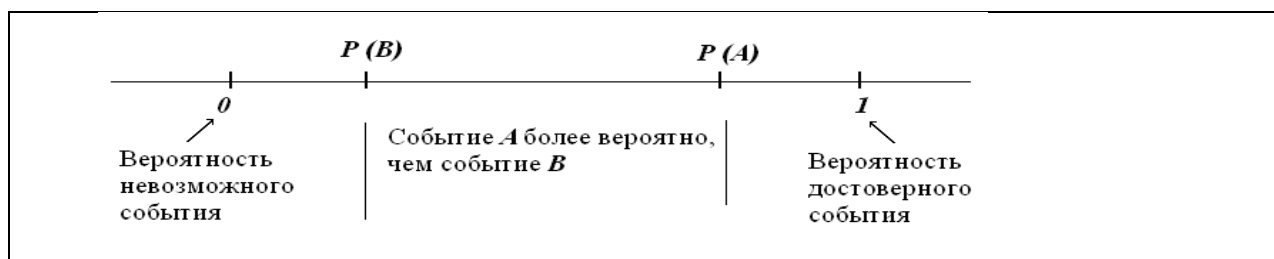 P (B) P (A)
0 1
Событие A более вероятно,
чем событие B
Вероятность
невозможного
события
Вероятность
достоверного
события